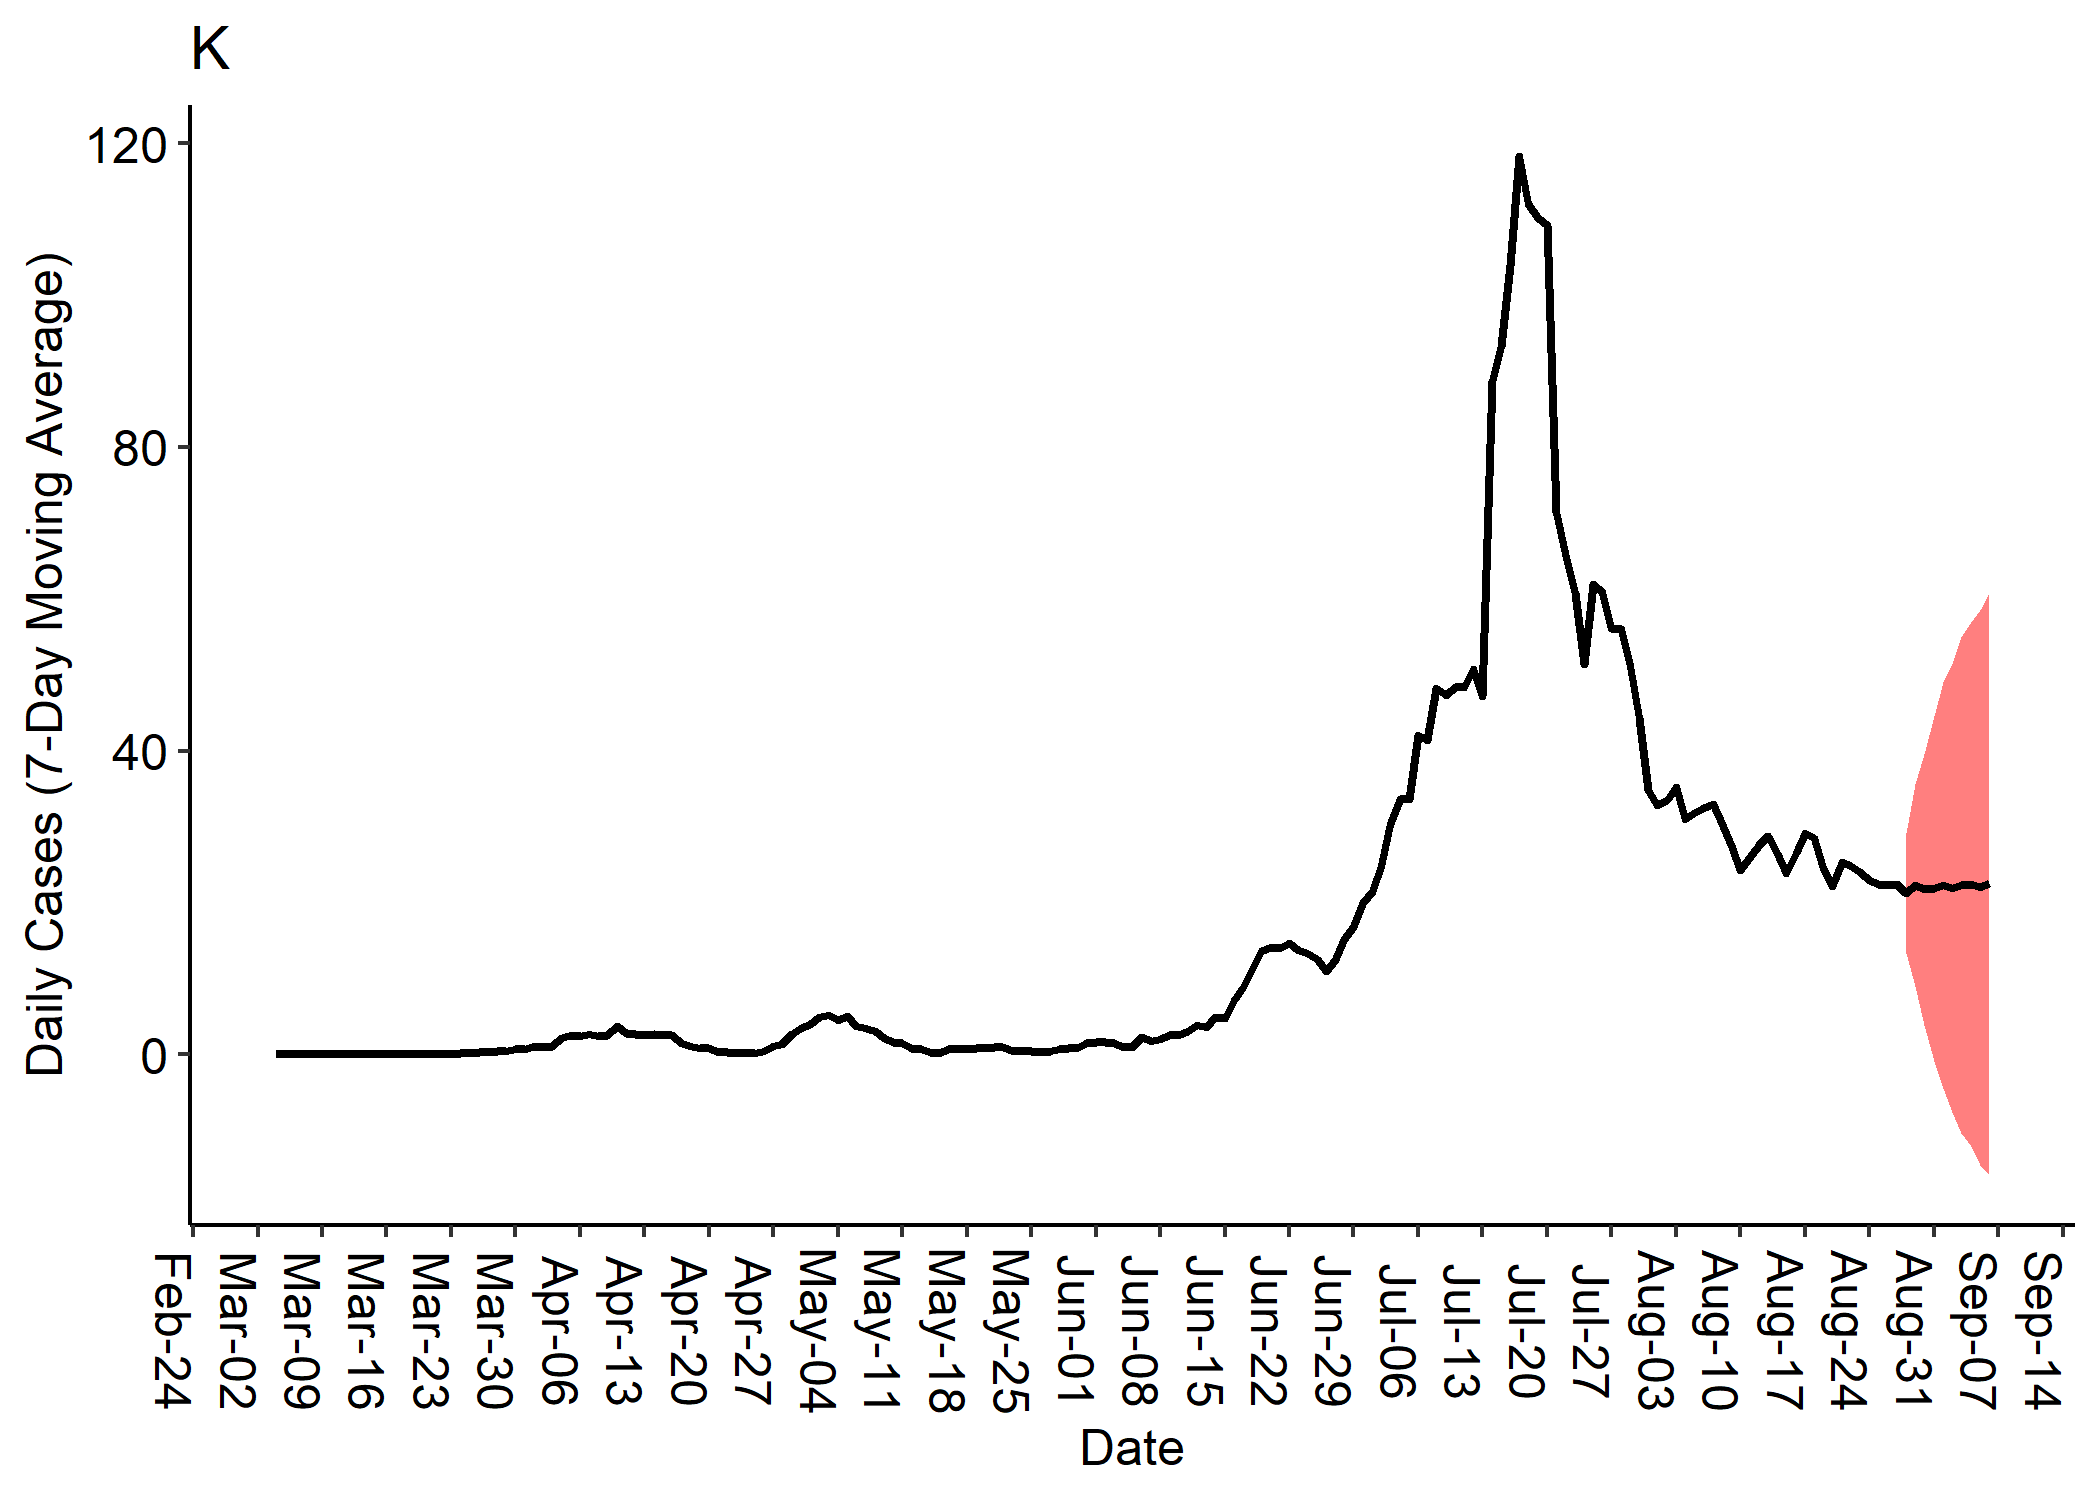 K
Daily Cases (7-Day Moving Average)
120
80
40
0
Feb-24
Mar-02
Mar-09
Mar-16
Mar-23
Mar-30
Apr-06
Apr-13
Apr-20
Apr-27
May-04
May-11
May-18
May-25
Jun-01
Jun-08
Jun-15
Jun-22
Jun-29
Jul-06
Jul-13
Jul-20
Jul-27
Aug-03
Aug-10
Aug-17
Aug-24
Aug-31
Sep-07
Sep-14
Date